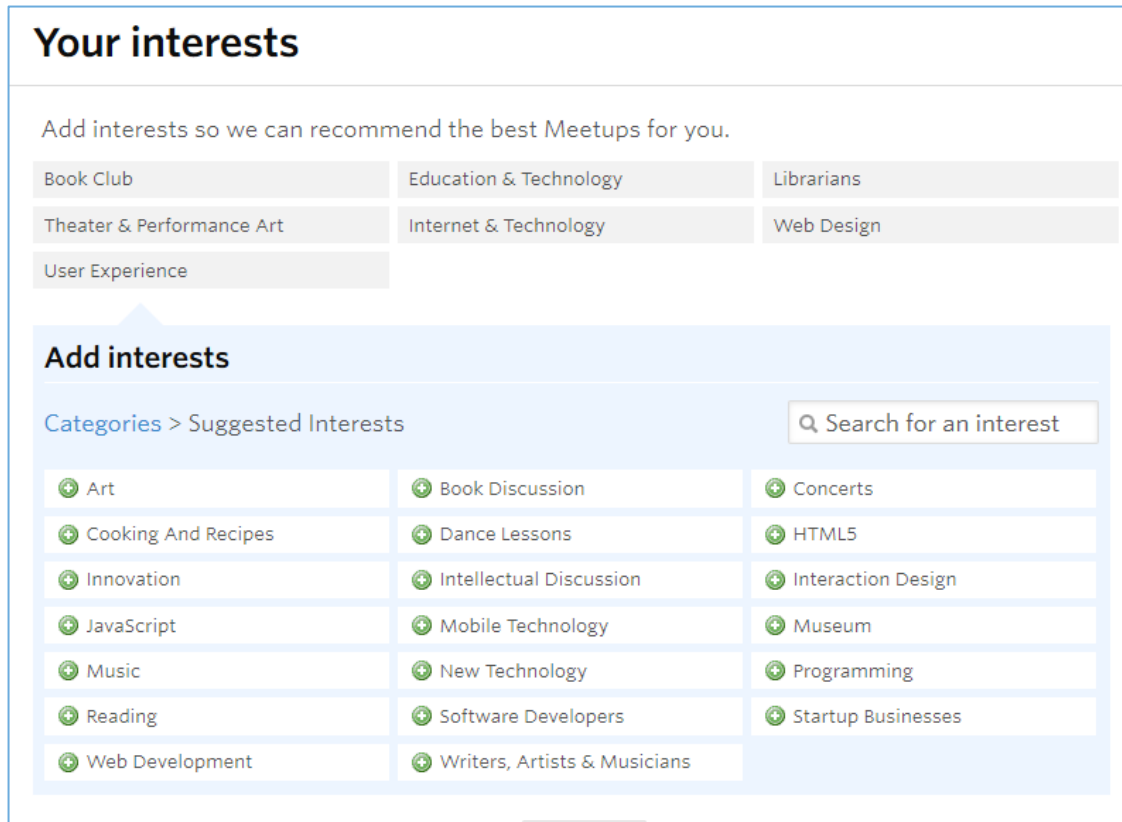 Your interests
Add interests so we can recommend the best Meetups for you.
Book Club
Education & Technology
Librarians
Theater & Performance Art
Internet & Technology
Web Design
User Experience
Add interests
Categories > Suggested Interests
Search for an interest
Art
Book Discussion
Concerts
Cooking And Recipes
Dance Lessons
HTML5
Innovation
Intellectual Discussion
Interaction Design
JavaScript
Mobile Technology
Museum
Music
New Technology
Programming
Reading
Software Developers
Startup Businesses
Web Development
Writers, Artists & Musicians